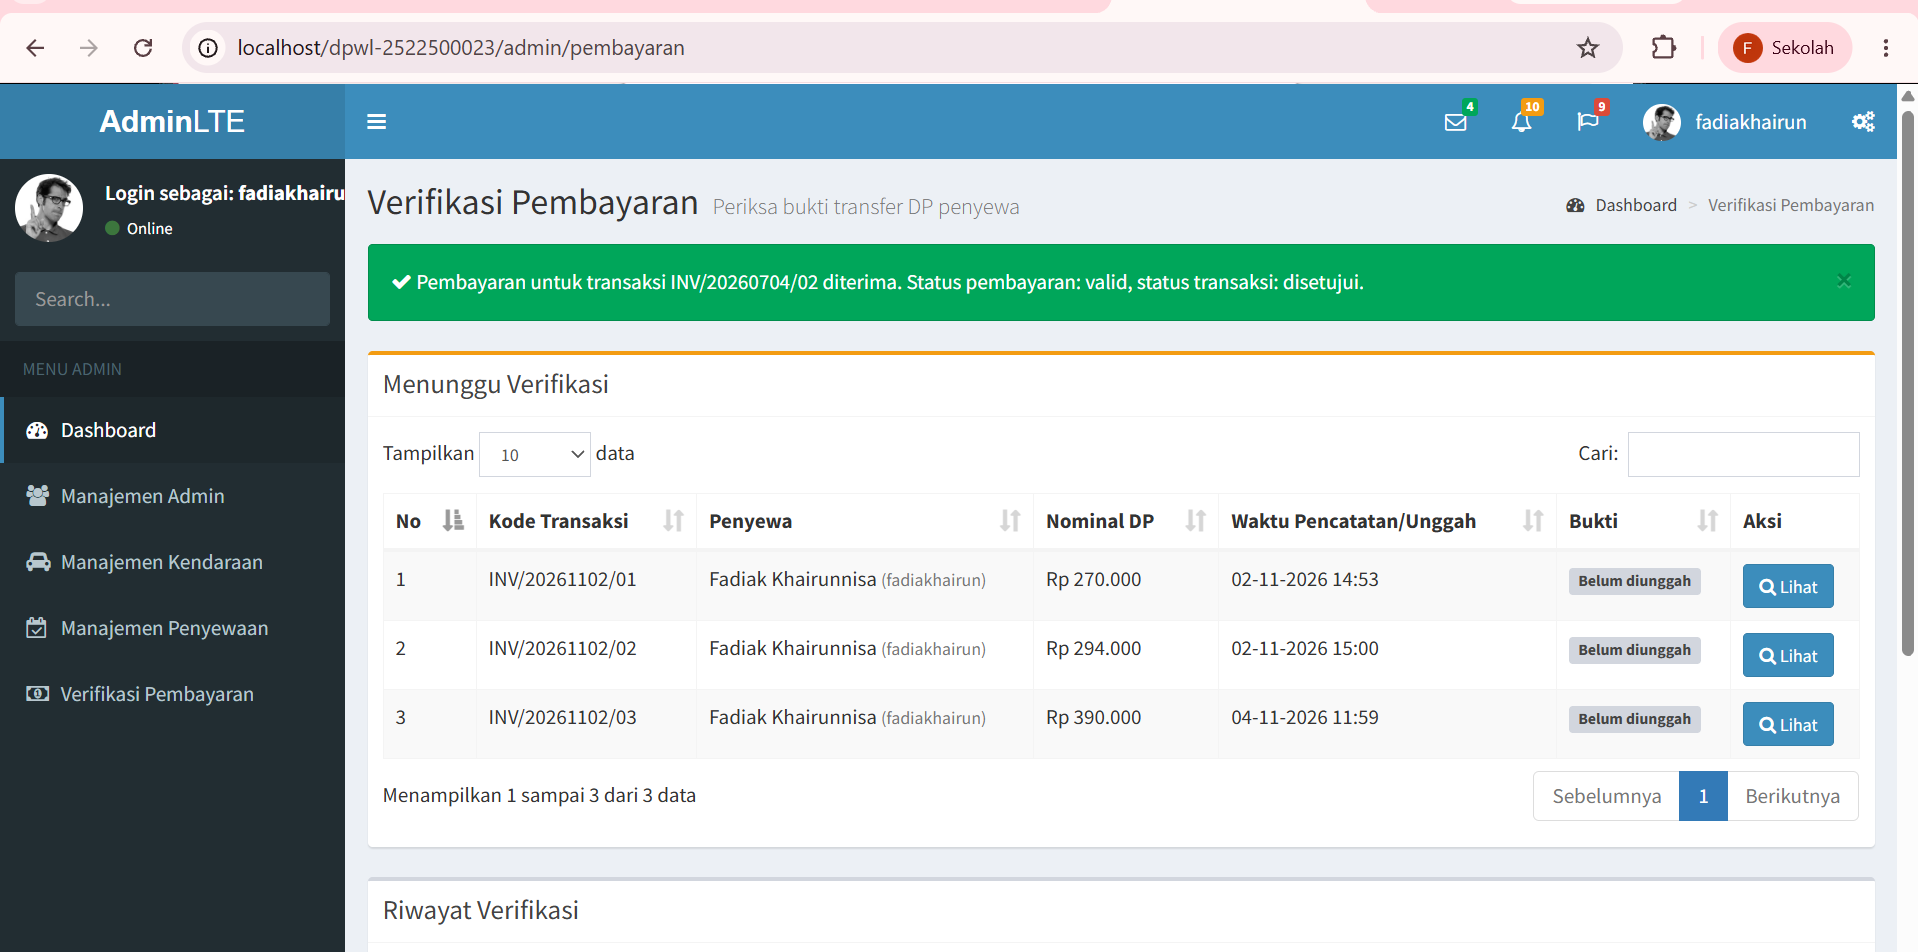 localhost/dpwl-2522500023/admin/pembayaran
F Sekolah
AdminLTE
4 10 9 fadiakhairun
Login sebagai: fadiakhairu
Online
Search...
MENU ADMIN
Dashboard
Manajemen Admin
Manajemen Kendaraan
Manajemen Penyewaan
Verifikasi Pembayaran
Verifikasi Pembayaran Periksa bukti transfer DP penyewa
Dashboard > Verifikasi Pembayaran
Pembayaran untuk transaksi INV/20260704/02 diterima. Status pembayaran: valid, status transaksi: disetujui. ×
Menunggu Verifikasi
Tampilkan 10 data Cari:
No Kode Transaksi Penyewa Nominal DP Waktu Pencatatan/Unggah Bukti Aksi
1 INV/20261102/01 Fadiak Khairunnisa (fadiakhairun) Rp 270.000 02-11-2026 14:53 Belum diunggah Lihat
2 INV/20261102/02 Fadiak Khairunnisa (fadiakhairun) Rp 294.000 02-11-2026 15:00 Belum diunggah Lihat
3 INV/20261102/03 Fadiak Khairunnisa (fadiakhairun) Rp 390.000 04-11-2026 11:59 Belum diunggah Lihat
Menampilkan 1 sampai 3 dari 3 data
Sebelumnya 1 Berikutnya
Riwayat Verifikasi